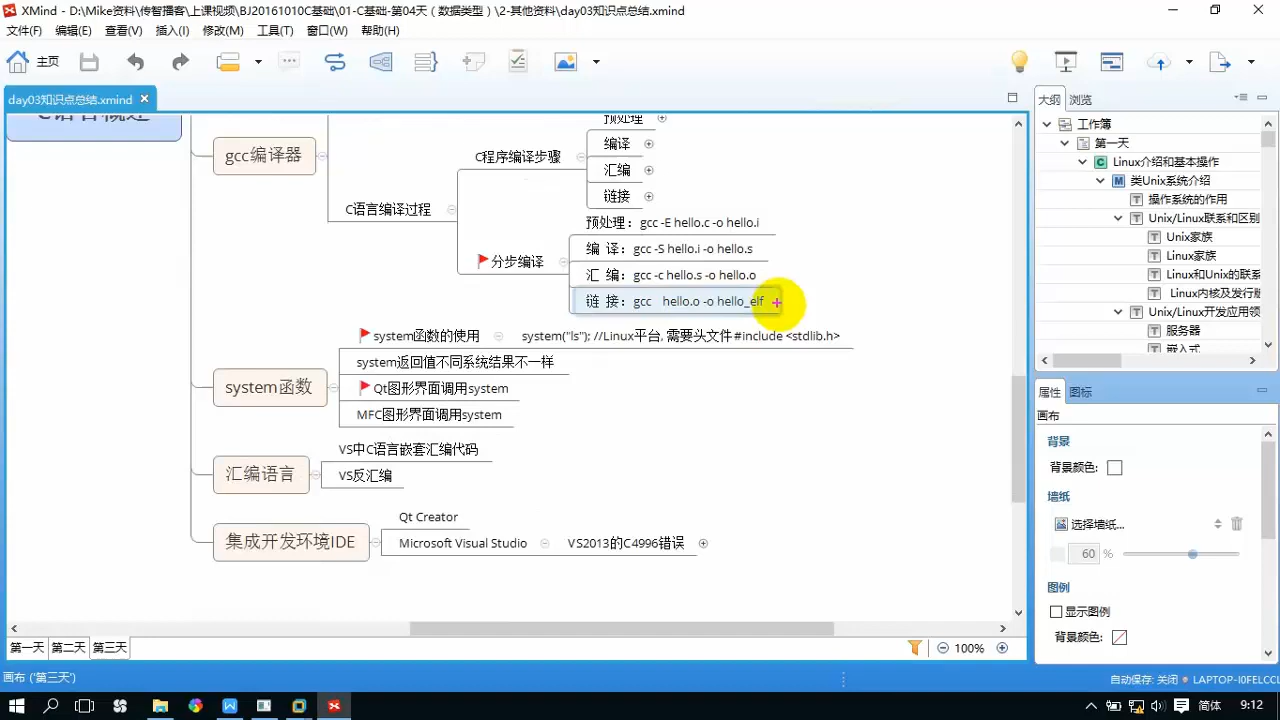 XMind - D:\Mike资料\传智播客\上课视频\BJ20161010C基础\01-C基础-第04天（数据类型）\2-其他资料\day03知识点总结.xmind
文件(F) 编辑(E) 查看(V) 插入(I) 修改(M) 工具(T) 窗口(W) 帮助(H)
主页
day03知识点总结.xmind
大纲 浏览
C语言概述
预处理
gcc编译器
C程序编译步骤
编译
汇编
链接
C语言编译过程
预处理：gcc -E hello.c -o hello.i
分步编译
编 译：gcc -S hello.i -o hello.s
汇 编：gcc -c hello.s -o hello.o
链 接：gcc hello.o -o hello_elf
system函数
system函数的使用
system("ls"); //Linux平台, 需要头文件#include <stdlib.h>
system返回值不同系统结果不一样
Qt图形界面调用system
MFC图形界面调用system
汇编语言
VS中C语言嵌套汇编代码
VS反汇编
集成开发环境IDE
Qt Creator
Microsoft Visual Studio
VS2013的C4996错误
工作簿
第一天
Linux介绍和基本操作
类Unix系统介绍
操作系统的作用
Unix/Linux联系和区别
Unix家族
Linux家族
Linux和Unix的联系
Linux内核及发行版
Unix/Linux开发应用领
服务器
嵌入式
属性 图标
画布
背景
背景颜色:
墙纸
选择墙纸...
60 %
图例
显示图例
背景颜色:
第一天 第二天 第三天
100%
画布 ('第三天')
自动保存: 关闭 LAPTOP-I0FELCCL
简体 9:12